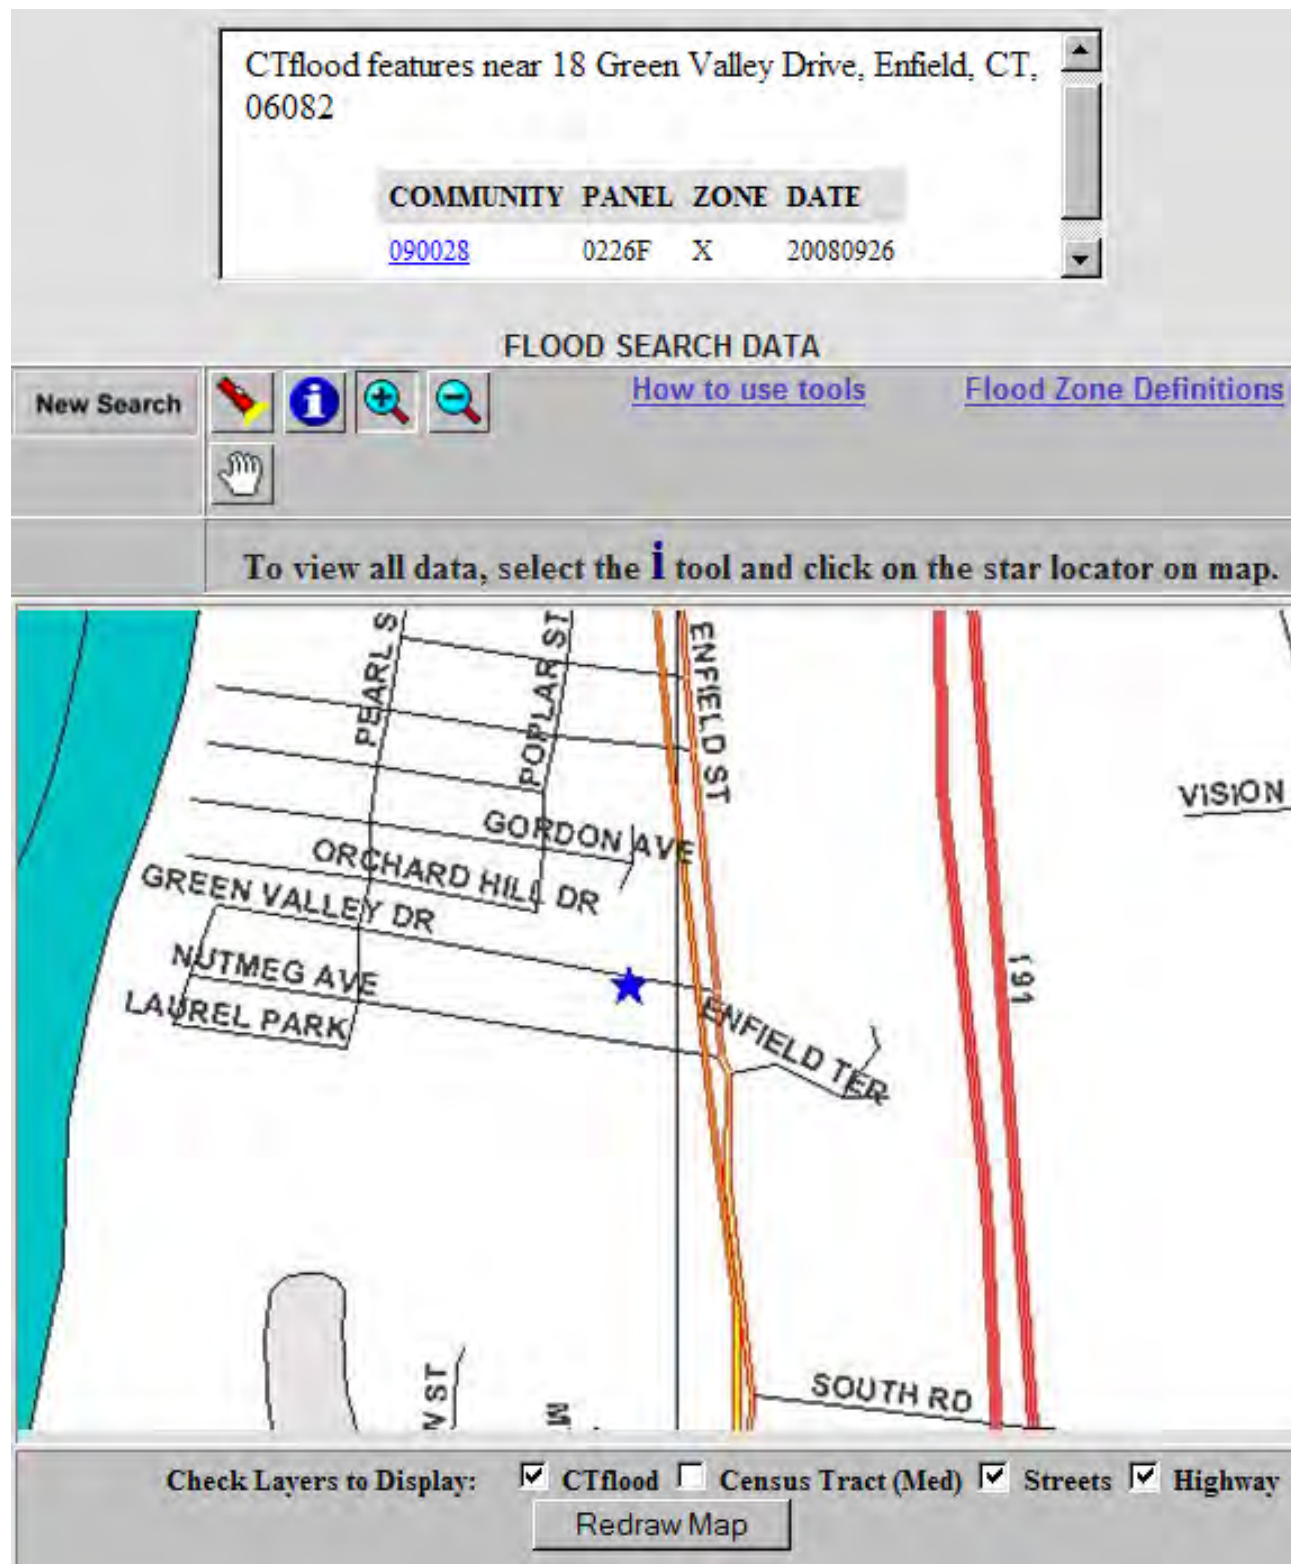 CTflood features near 18 Green Valley Drive, Enfield, CT,
06082
COMMUNITY PANEL ZONE DATE
090028 0226F X 20080926
FLOOD SEARCH DATA
New Search
How to use tools
Flood Zone Definitions
To view all data, select the i tool and click on the star locator on map.
PEARL S
POPLAR ST
ENFIELD ST
VISION
GORDON AVE
ORCHARD HILL DR
GREEN VALLEY DR
NUTMEG AVE
LAUREL PARK
ENFIELD TER
I 91
SOUTH RD
ST
M
Check Layers to Display: CTflood Census Tract (Med) Streets Highway
Redraw Map